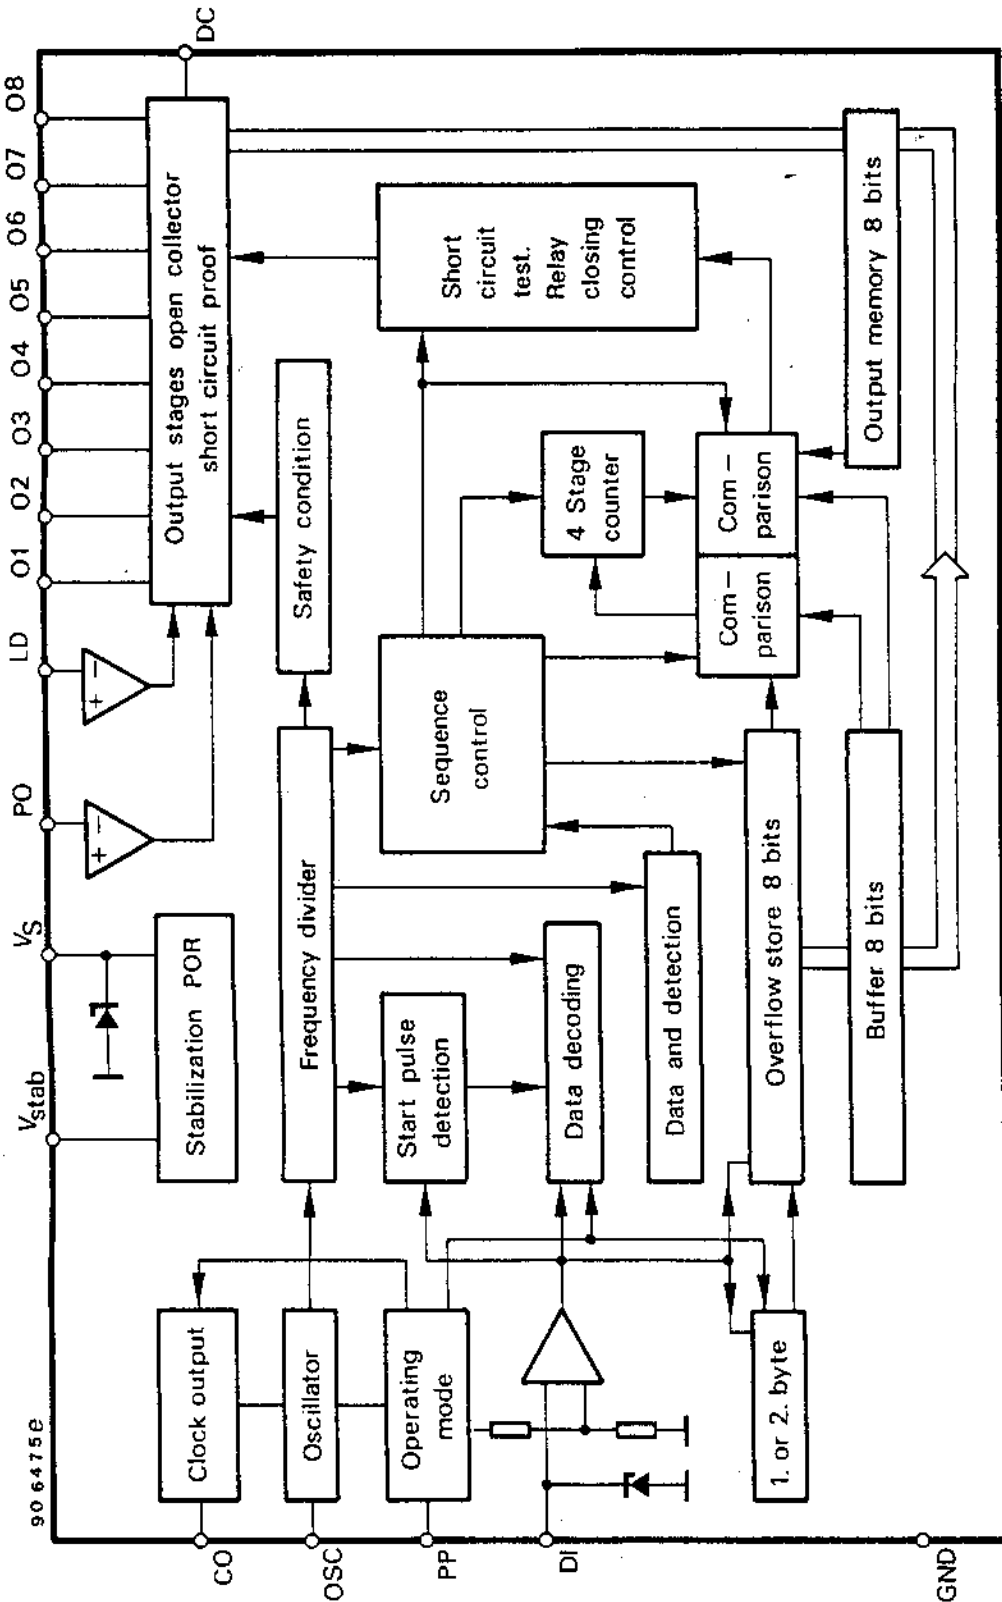 906475e
Vstab
VS
PO
LD
O1
O2
O3
O4
O5
O6
O7
O8
DC
CO
OSC
PP
DI
GND
Clock output
Stabilization POR
Output stages open collector
short circuit proof
Oscillator
Frequency divider
Safety condition
Operating
mode
Start pulse
detection
Sequence
control
Short
circuit
test.
Relay
closing
control
Data decoding
4 Stage
counter
Data and detection
1. or 2. byte
Overflow store 8 bits
Com-
parison
Com-
parison
Buffer 8 bits
Output memory 8 bits
+ −
+ −